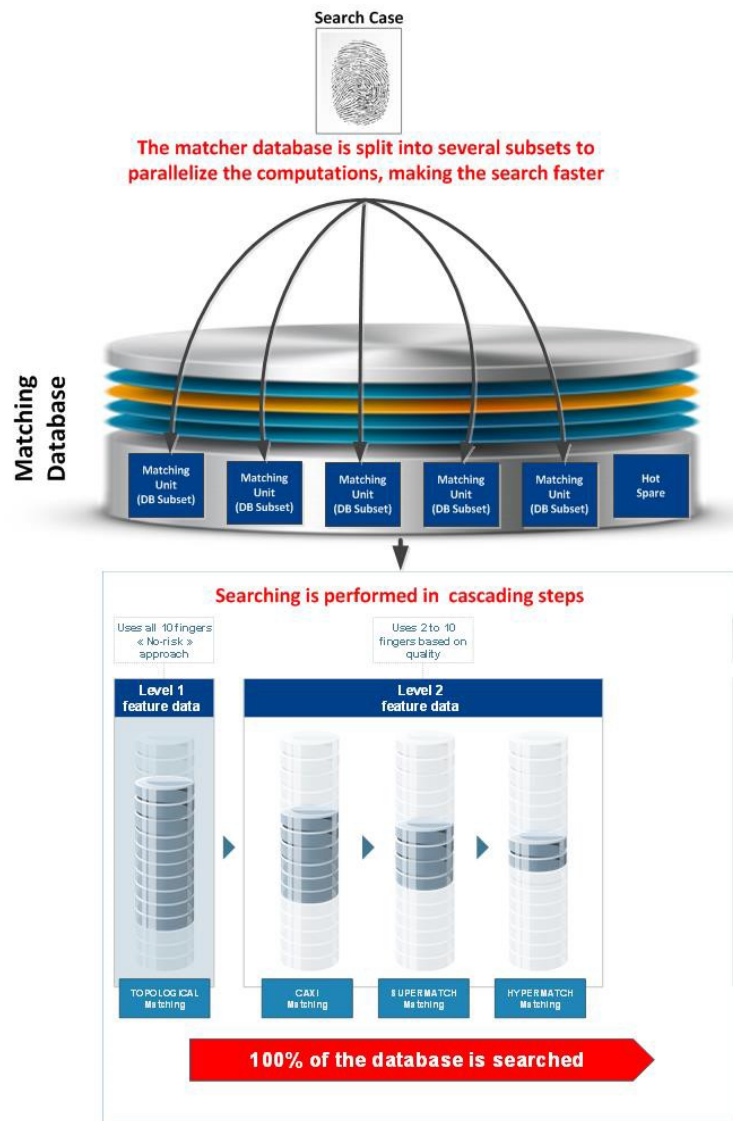 Search Case
The matcher database is split into several subsets to
parallelize the computations, making the search faster
Matching
Database
Matching
Unit
(DB Subset)
Matching
Unit
(DB Subset)
Matching
Unit
(DB Subset)
Matching
Unit
(DB Subset)
Matching
Unit
(DB Subset)
Hot
Spare
Searching is performed in cascading steps
Uses all 10 fingers
« No-risk »
approach
Uses 2 to 10
fingers based on
quality
Level 1
feature data
Level 2
feature data
TOPOLOGICAL
Matching
CAXI
Matching
SUPERMATCH
Matching
HYPERMATCH
Matching
100% of the database is searched